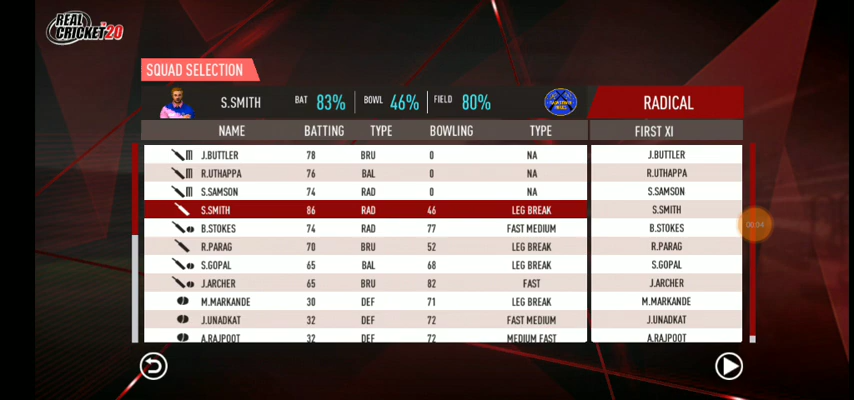 REAL
CRICKET 20
SQUAD SELECTION
S.SMITH BAT 83% BOWL 46% FIELD 80% RADICAL
NAME BATTING TYPE BOWLING TYPE FIRST XI
J.BUTTLER 78 BRU 0 NA J.BUTTLER
R.UTHAPPA 76 BAL 0 NA R.UTHAPPA
S.SAMSON 74 RAD 0 NA S.SAMSON
S.SMITH 86 RAD 46 LEG BREAK S.SMITH
B.STOKES 74 RAD 77 FAST MEDIUM B.STOKES
00:04
R.PARAG 70 BRU 52 LEG BREAK R.PARAG
S.GOPAL 65 BAL 68 LEG BREAK S.GOPAL
J.ARCHER 65 BRU 82 FAST J.ARCHER
M.MARKANDE 30 DEF 71 LEG BREAK M.MARKANDE
J.UNADKAT 32 DEF 72 FAST MEDIUM J.UNADKAT
A.RAJPOOT 32 DEF 72 MEDIUM FAST A.RAJPOOT